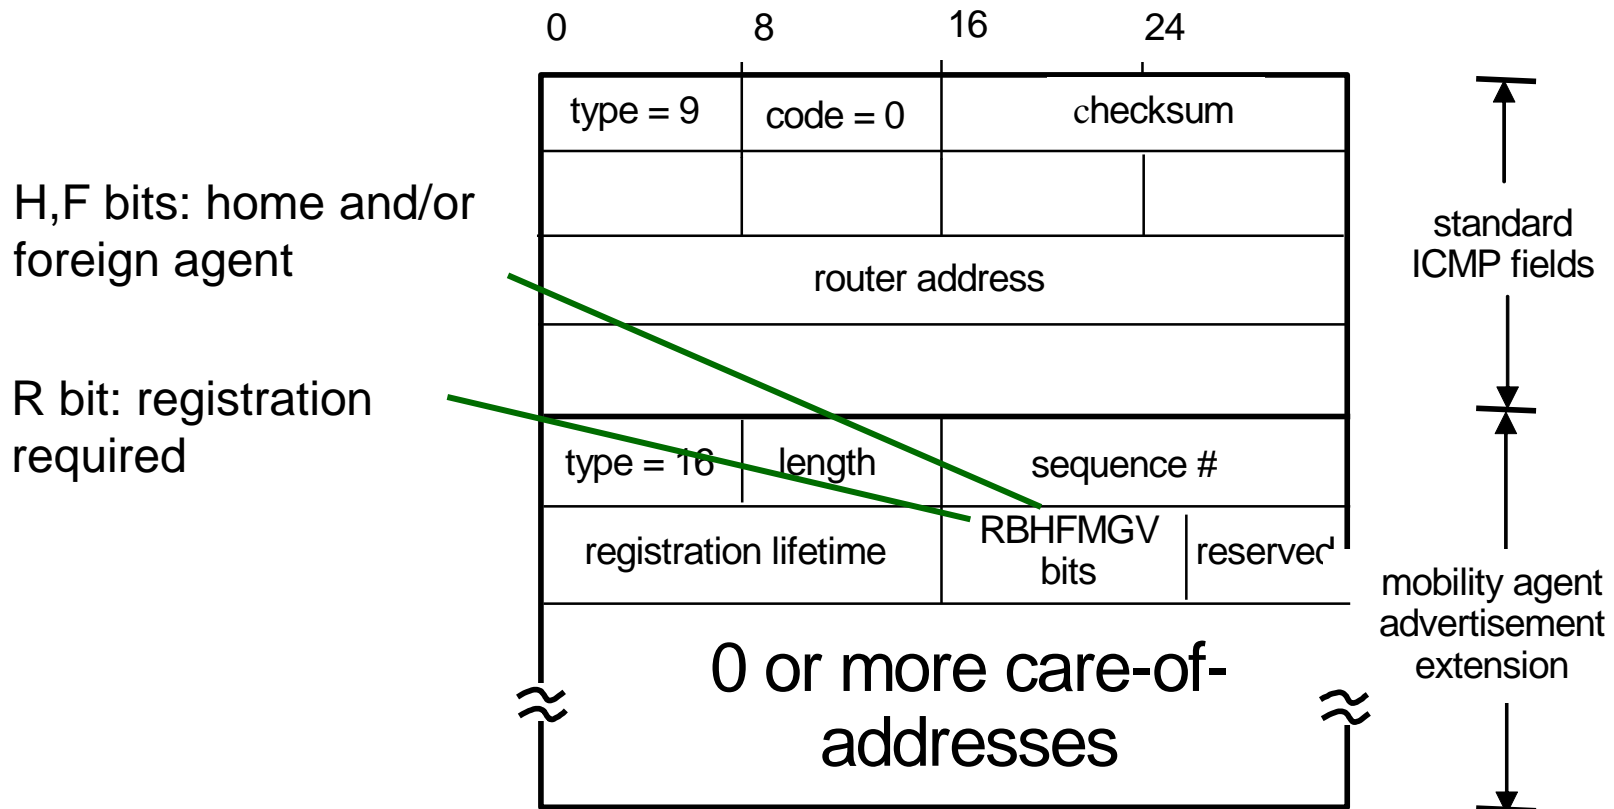 0 8 16 24
type = 9 code = 0 checksum
H,F bits: home and/or
foreign agent
standard
ICMP fields
router address
R bit: registration
required
type = 16 length sequence #
registration lifetime RBHFMGV
bits reserved
mobility agent
advertisement
extension
0 or more care-of-
addresses